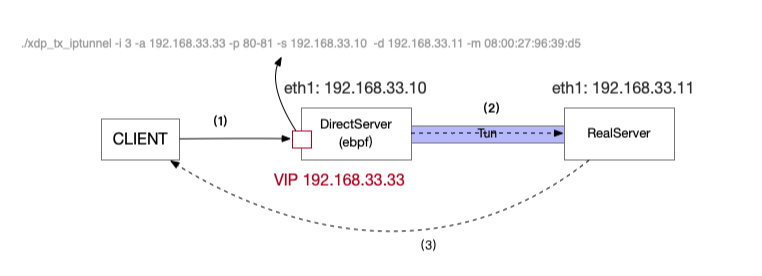 ./xdp_tx_iptunnel -i 3 -a 192.168.33.33 -p 80-81 -s 192.168.33.10 -d 192.168.33.11 -m 08:00:27:96:39:d5
eth1: 192.168.33.10
eth1: 192.168.33.11
(1)
(2)
CLIENT
DirectServer
(ebpf)
Tun
RealServer
VIP 192.168.33.33
(3)